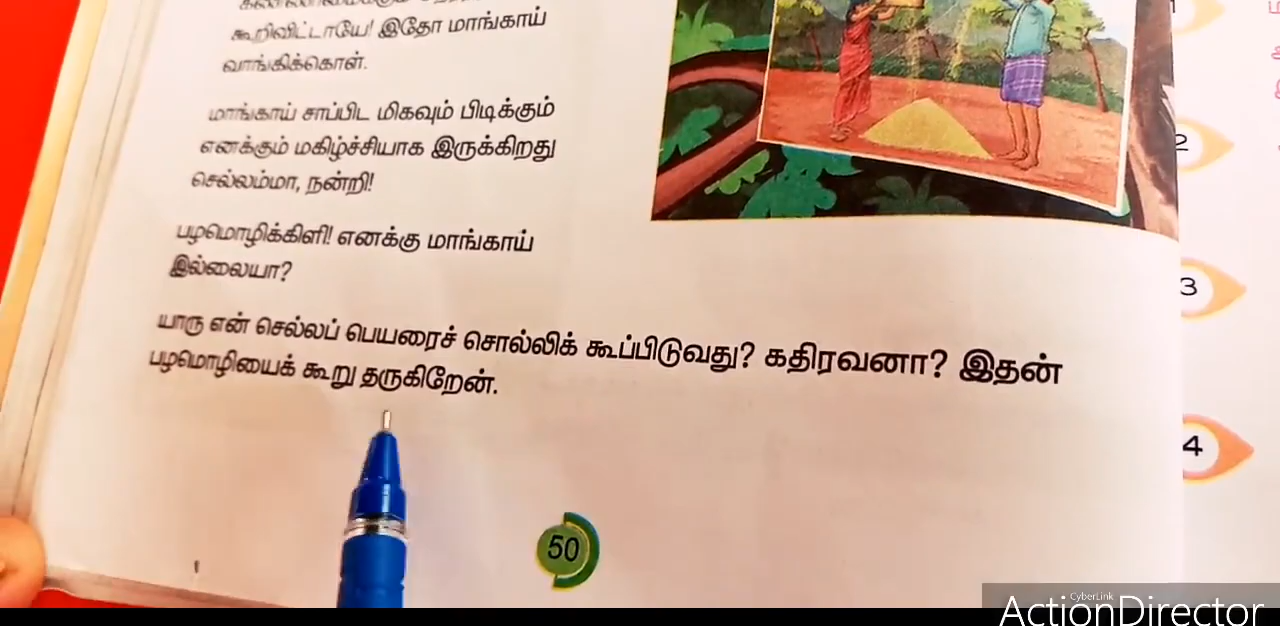 கூறிவிட்டாயே! இதோ மாங்காய்
வாங்கிக்கொள்.
மாங்காய் சாப்பிட மிகவும் பிடிக்கும்
எனக்கும் மகிழ்ச்சியாக இருக்கிறது
செல்லம்மா, நன்றி!
பழமொழிக்கிளி! எனக்கு மாங்காய்
இல்லையா?
யாரு என் செல்லப் பெயரைச் சொல்லிக் கூப்பிடுவது? கதிரவனா? இதன்
பழமொழியைக் கூறு தருகிறேன்.
50
1
2
3
4
CyberLink
ActionDirector